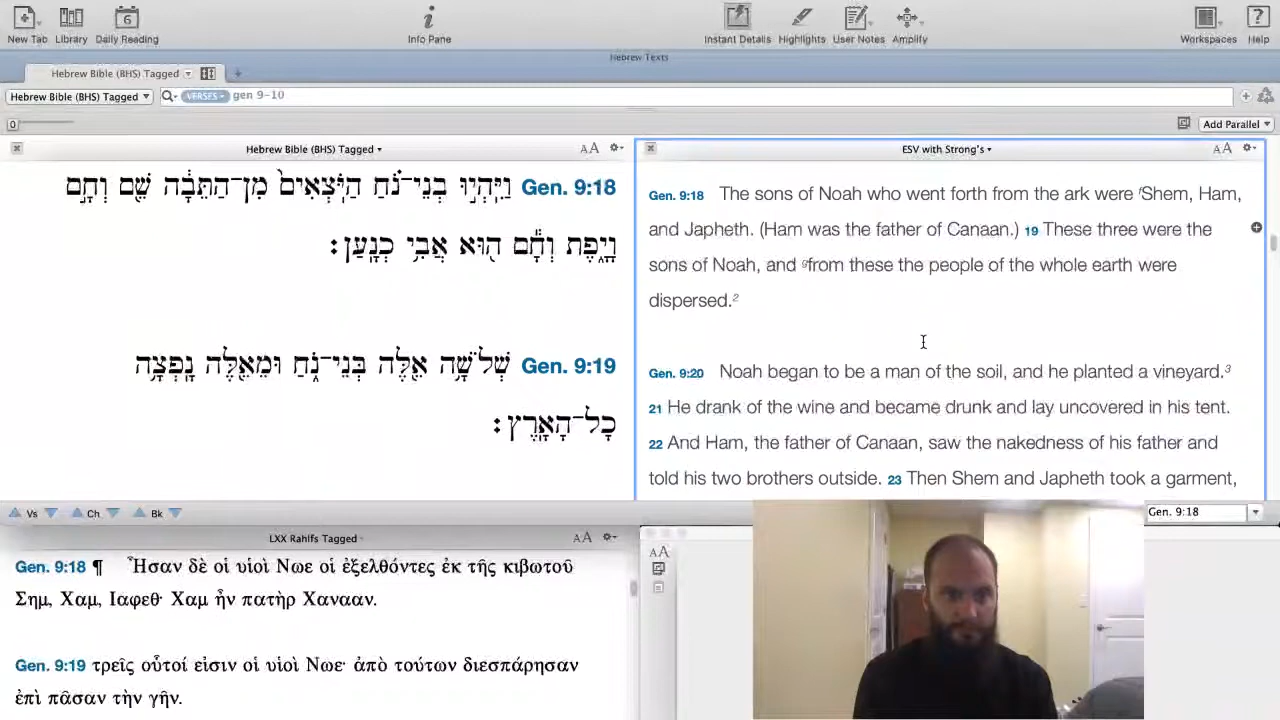 New Tab Library Daily Reading Info Pane Instant Details Highlights User Notes Amplify Workspaces Help
6
Hebrew Texts
Hebrew Bible (BHS) Tagged
Hebrew Bible (BHS) Tagged VERSES gen 9-10
0 Add Parallel
Hebrew Bible (BHS) Tagged AA
Gen. 9:18 וַיִּֽהְי֣וּ בְנֵי־נֹ֗חַ הַיֹּֽצְאִים֙ מִן־הַתֵּבָ֔ה שֵׁ֖ם וְחָ֣ם
וָיָ֑פֶת וְחָ֕ם ה֖וּא אֲבִ֥י כְנָֽעַן׃
Gen. 9:19 שְׁלֹשָׁ֥ה אֵ֖לֶּה בְּנֵי־נֹ֑חַ וּמֵאֵ֖לֶּה נָֽפְצָ֥ה
כָל־הָאָֽרֶץ׃
ESV with Strong's AA
Gen. 9:18 The sons of Noah who went forth from the ark were Shem, Ham,
and Japheth. (Ham was the father of Canaan.) 19 These three were the
sons of Noah, and from these the people of the whole earth were
dispersed.2
Gen. 9:20 Noah began to be a man of the soil, and he planted a vineyard.3
21 He drank of the wine and became drunk and lay uncovered in his tent.
22 And Ham, the father of Canaan, saw the nakedness of his father and
told his two brothers outside. 23 Then Shem and Japheth took a garment,
Vs Ch Bk
Gen. 9:18
LXX Rahlfs Tagged AA
Gen. 9:18 ¶ Ἦσαν δὲ οἱ υἱοὶ Νωε οἱ ἐξελθόντες ἐκ τῆς κιβωτοῦ
Σημ, Χαμ, Ιαφεθ· Χαμ ἦν πατὴρ Χανααν.
Gen. 9:19 τρεῖς οὗτοί εἰσιν οἱ υἱοὶ Νωε· ἀπὸ τούτων διεσπάρησαν
ἐπὶ πᾶσαν τὴν γῆν.
AA